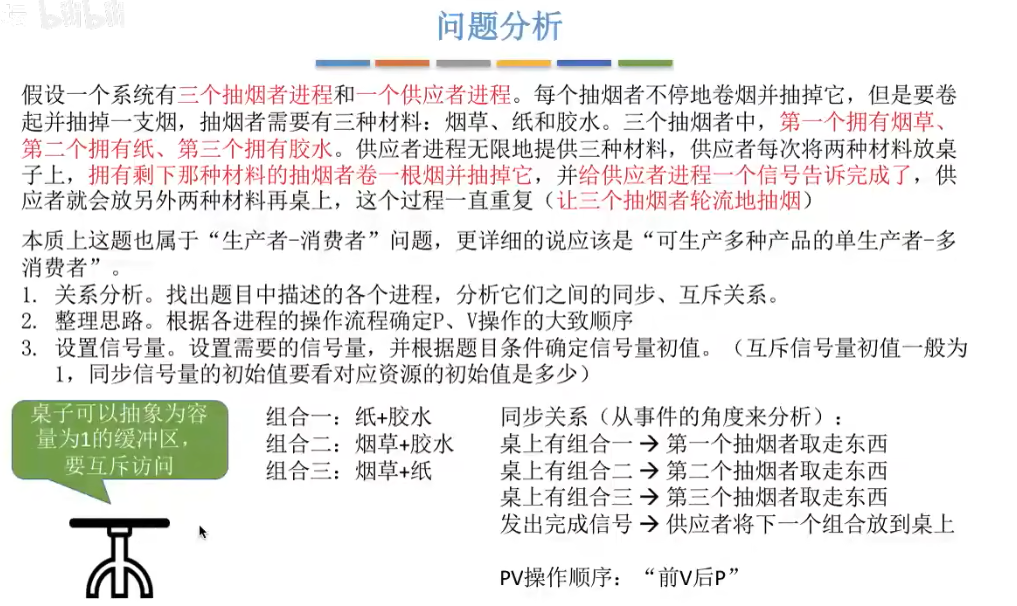 bilibili
问题分析
假设一个系统有三个抽烟者进程和一个供应者进程。每个抽烟者不停地卷烟并抽掉它，但是要卷
起并抽掉一支烟，抽烟者需要有三种材料：烟草、纸和胶水。三个抽烟者中，第一个拥有烟草、
第二个拥有纸、第三个拥有胶水。供应者进程无限地提供三种材料，供应者每次将两种材料放桌
子上，拥有剩下那种材料的抽烟者卷一根烟并抽掉它，并给供应者进程一个信号告诉完成了，供
应者就会放另外两种材料再桌上，这个过程一直重复（让三个抽烟者轮流地抽烟）
本质上这题也属于“生产者-消费者”问题，更详细的说应该是“可生产多种产品的单生产者-多
消费者”。
1. 关系分析。找出题目中描述的各个进程，分析它们之间的同步、互斥关系。
2. 整理思路。根据各进程的操作流程确定P、V操作的大致顺序
3. 设置信号量。设置需要的信号量，并根据题目条件确定信号量初值。（互斥信号量初值一般为
1，同步信号量的初始值要看对应资源的初始值是多少）
桌子可以抽象为容
量为1的缓冲区，
要互斥访问
组合一：纸+胶水
组合二：烟草+胶水
组合三：烟草+纸
同步关系（从事件的角度来分析）：
桌上有组合一 → 第一个抽烟者取走东西
桌上有组合二 → 第二个抽烟者取走东西
桌上有组合三 → 第三个抽烟者取走东西
发出完成信号 → 供应者将下一个组合放到桌上
PV操作顺序：“前V后P”